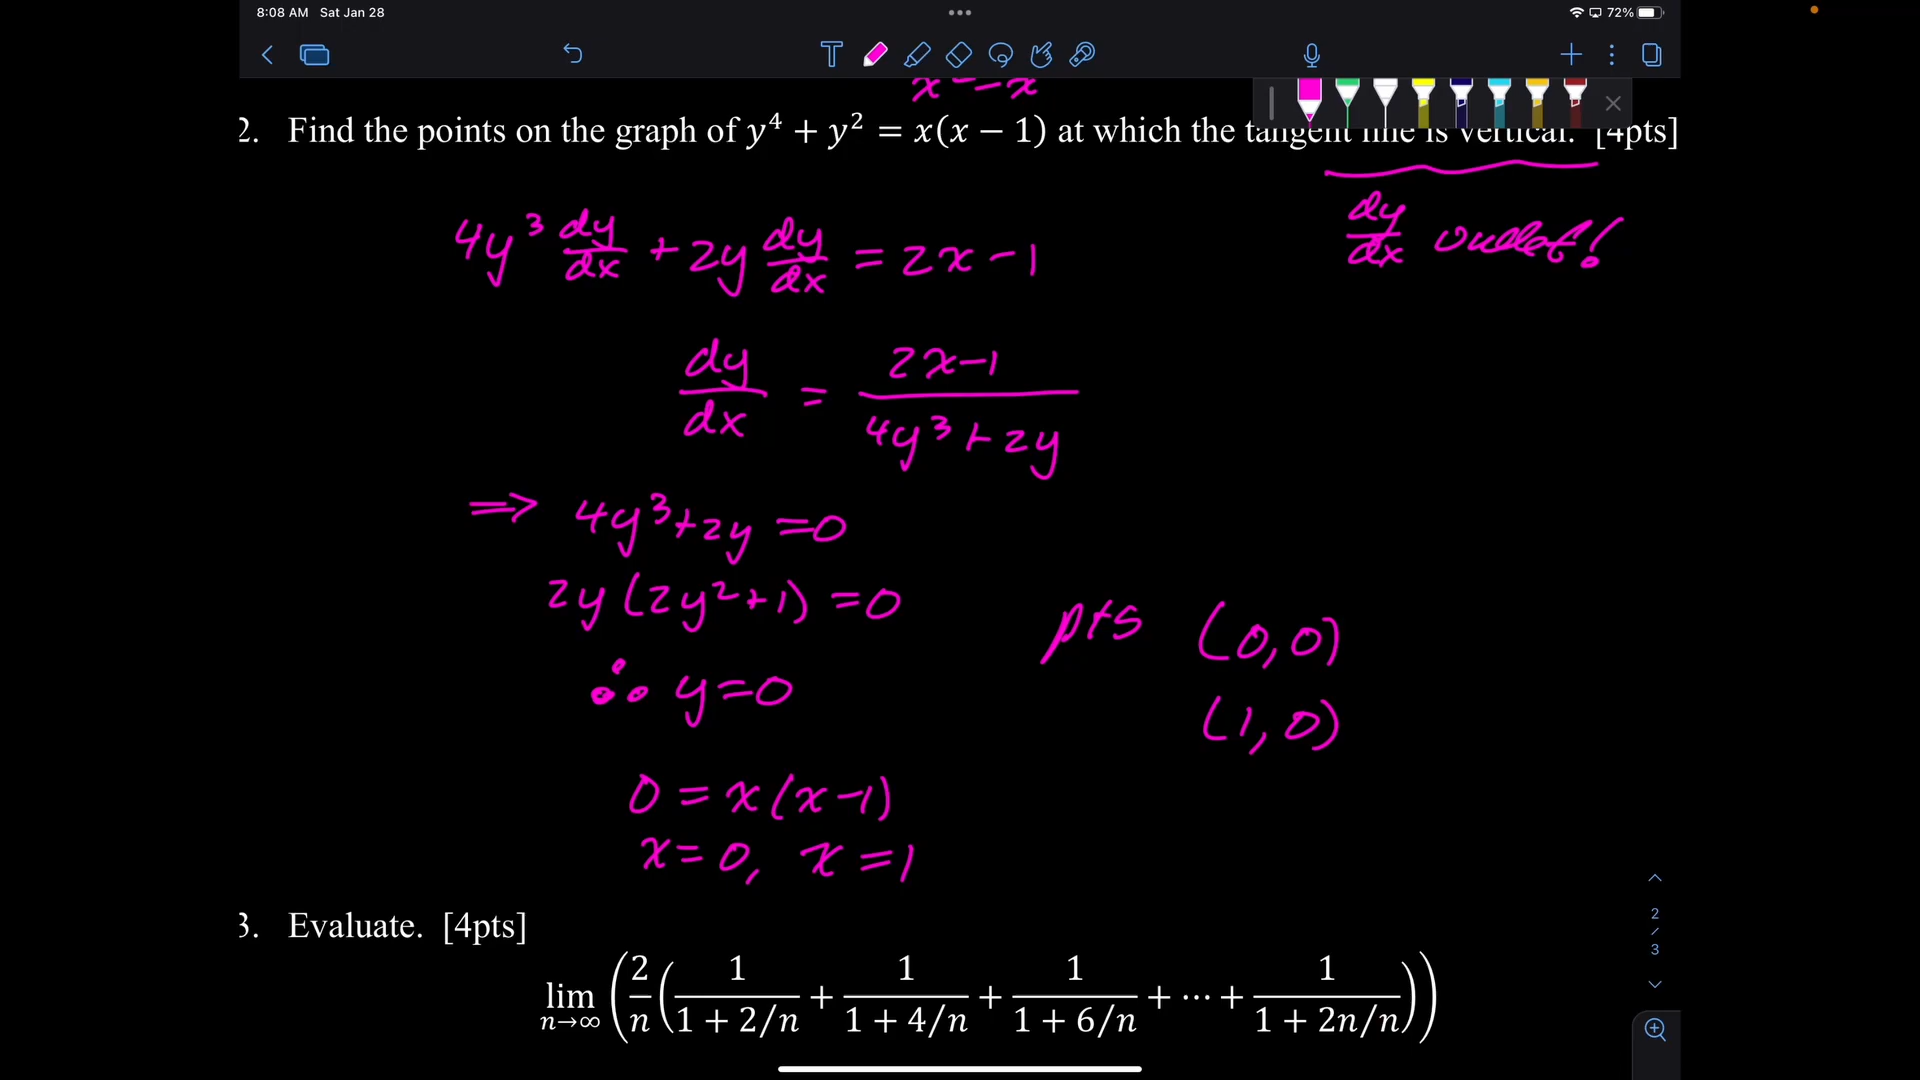 8:08 AM Sat Jan 28
72%
x = -x
2. Find the points on the graph of y⁴ + y² = x(x − 1) at which the tangent line is vertical. [4pts]
dy/dx undef!
4y³ dy/dx + 2y dy/dx = 2x - 1
dy/dx = (2x-1)/(4y³+2y)
⇒ 4y³+2y =0
2y(2y²+1) =0
∴ y=0
pts (0,0)
(1,0)
0 = x(x-1)
x=0, x=1
3. Evaluate. [4pts]
lim n→∞ (2/n (1/(1 + 2/n) + 1/(1 + 4/n) + 1/(1 + 6/n) + ⋯ + 1/(1 + 2n/n)))
2
/
3